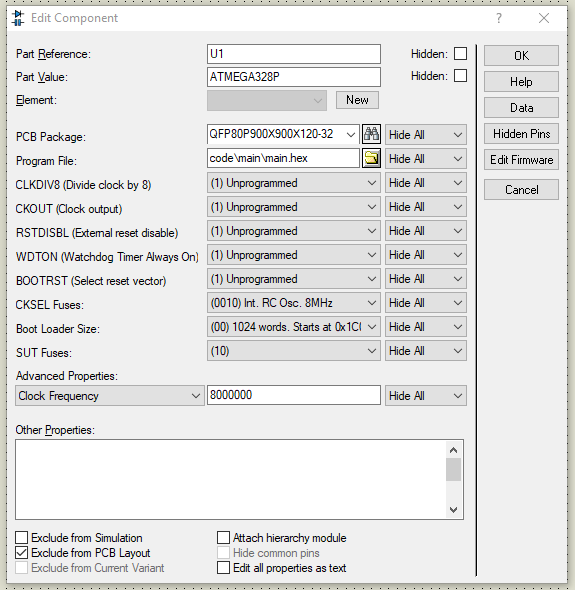 Edit Component ? ×
Part Reference: U1 Hidden: OK
Part Value: ATMEGA328P Hidden: Help
Element: New Data
PCB Package: QFP80P900X900X120-32 Hide All Hidden Pins
Program File: code\main\main.hex Hide All Edit Firmware
CLKDIV8 (Divide clock by 8) (1) Unprogrammed Hide All Cancel
CKOUT (Clock output) (1) Unprogrammed Hide All
RSTDISBL (External reset disable) (1) Unprogrammed Hide All
WDTON (Watchdog Timer Always On) (1) Unprogrammed Hide All
BOOTRST (Select reset vector) (1) Unprogrammed Hide All
CKSEL Fuses: (0010) Int. RC Osc. 8MHz Hide All
Boot Loader Size: (00) 1024 words. Starts at 0x1C Hide All
SUT Fuses: (10) Hide All
Advanced Properties:
Clock Frequency 8000000 Hide All
Other Properties:
Exclude from Simulation Attach hierarchy module
Exclude from PCB Layout Hide common pins
Exclude from Current Variant Edit all properties as text